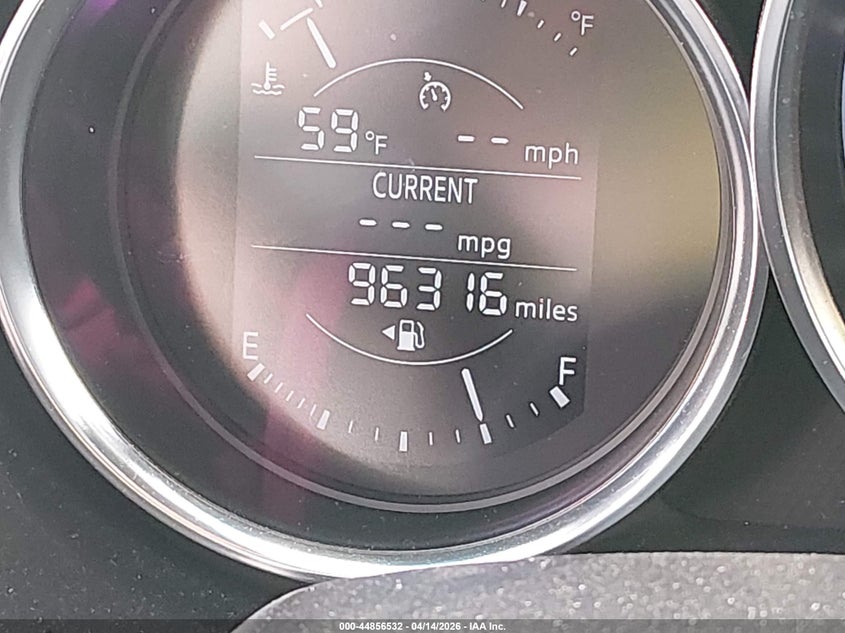 °F
59 °F -- mph
CURRENT
--- mpg
96316 miles
E F
000-44856532 - 04/14/2026 - IAA Inc.